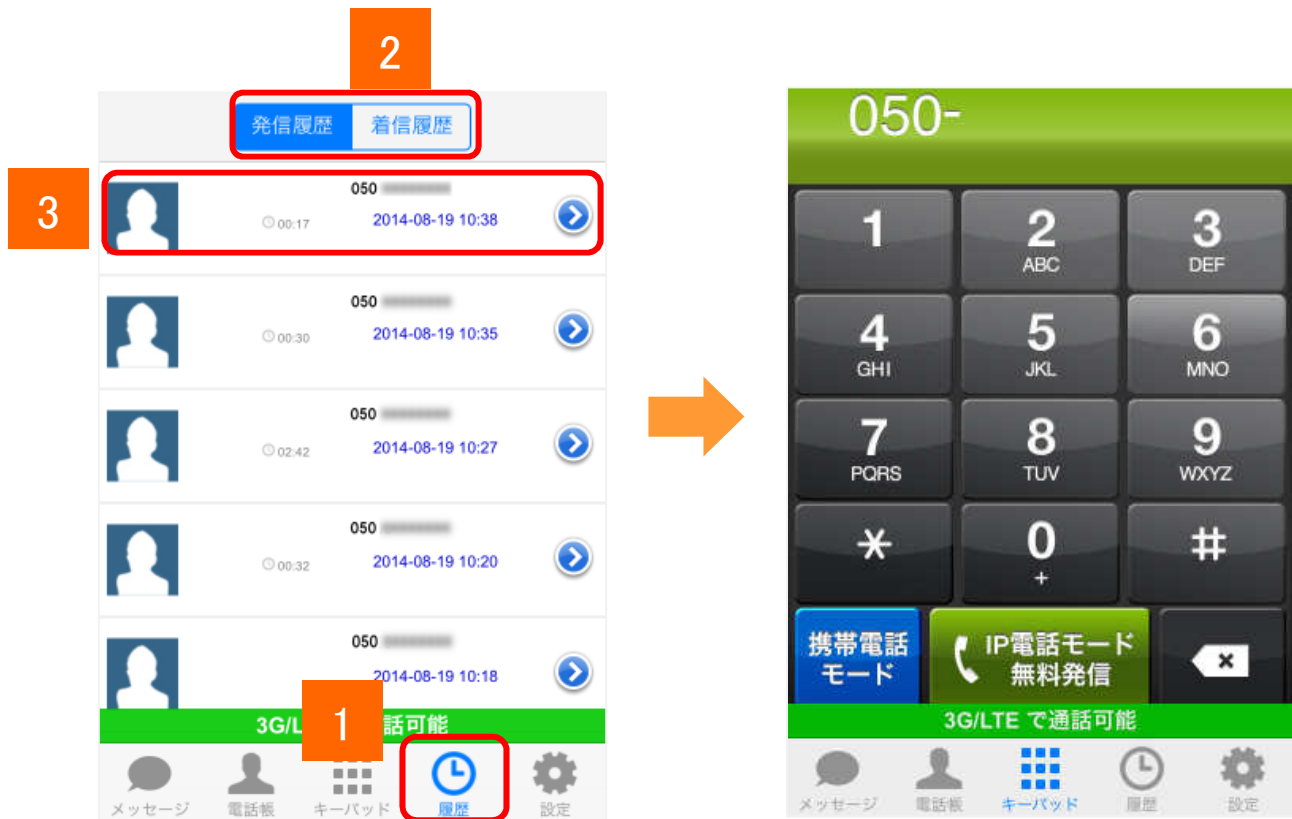 2
発信履歴 着信履歴
3
050
00:17 2014-08-19 10:38
050
00:30 2014-08-19 10:35
050
02:42 2014-08-19 10:27
050
00:32 2014-08-19 10:20
050
2014-08-19 10:18
1
3G/L 話可能
メッセージ 電話帳 キーパッド 履歴 設定
050-
1 2 3
ABC DEF
4 5 6
GHI JKL MNO
7 8 9
PQRS TUV WXYZ
* 0 #
+
携帯電話
モード
IP電話モード
無料発信
3G/LTE で通話可能
メッセージ 電話帳 キーパッド 履歴 設定